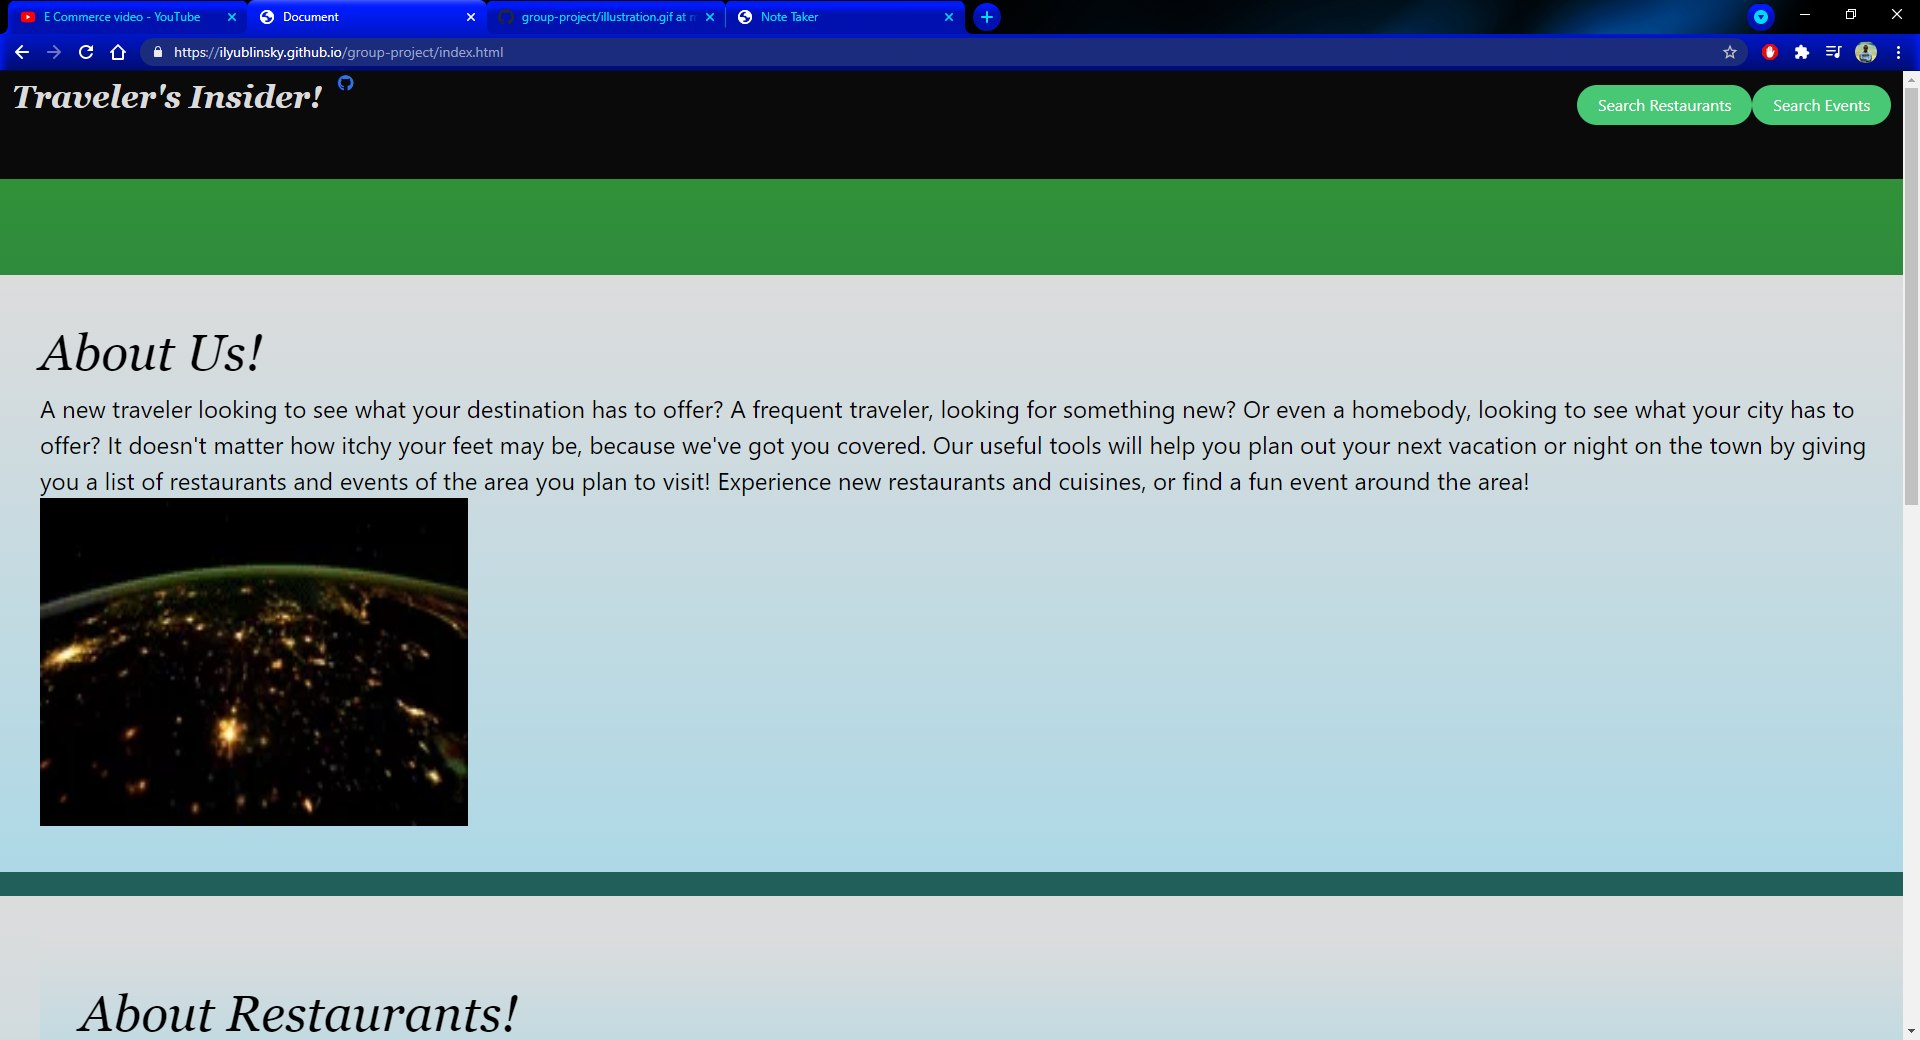 E Commerce video - YouTube
Document
group-project/illustration.gif at
Note Taker
https://ilyublinsky.github.io/group-project/index.html
Traveler's Insider!
Search Restaurants
Search Events
About Us!
A new traveler looking to see what your destination has to offer? A frequent traveler, looking for something new? Or even a homebody, looking to see what your city has to
offer? It doesn't matter how itchy your feet may be, because we've got you covered. Our useful tools will help you plan out your next vacation or night on the town by giving
you a list of restaurants and events of the area you plan to visit! Experience new restaurants and cuisines, or find a fun event around the area!
About Restaurants!